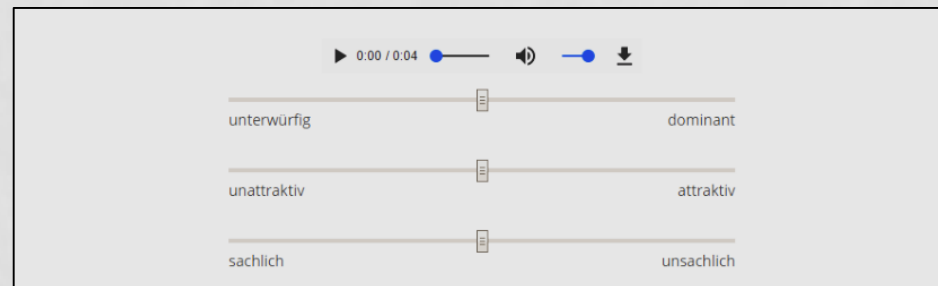 0:00 / 0:04
unterwürfig dominant
unattraktiv attraktiv
sachlich unsachlich